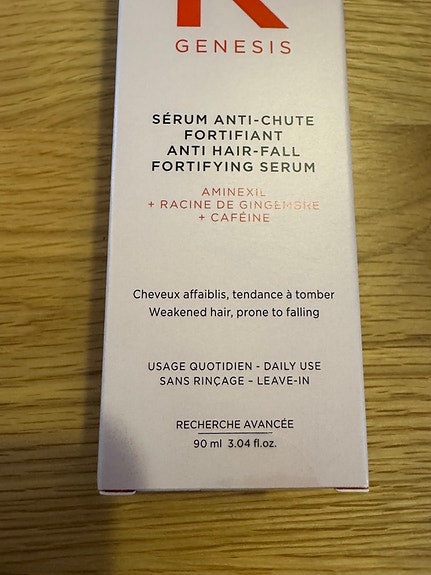 K
GENESIS
SÉRUM ANTI-CHUTE
FORTIFIANT
ANTI HAIR-FALL
FORTIFYING SERUM
AMINEXIL
+ RACINE DE GINGEMBRE
+ CAFÉINE
Cheveux affaiblis, tendance à tomber
Weakened hair, prone to falling
USAGE QUOTIDIEN - DAILY USE
SANS RINÇAGE – LEAVE-IN
RECHERCHE AVANCÉE
90 ml 3.04 fl.oz.